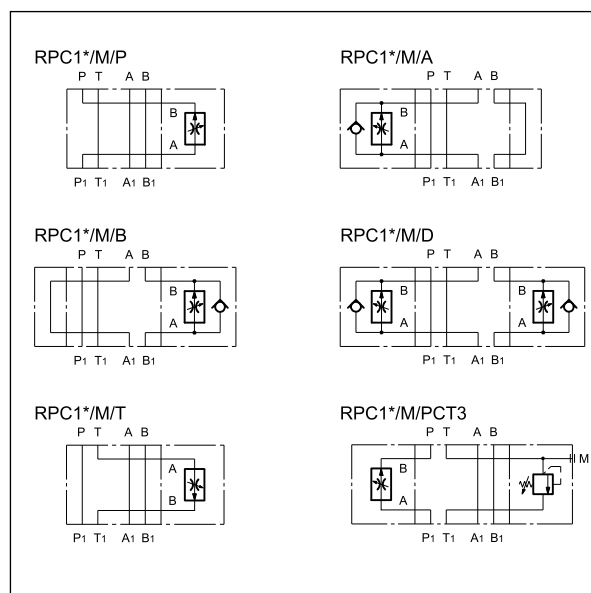 RPC1*/M/P
P T A B
B
A
P1 T1 A1 B1
RPC1*/M/A
P T A B
B
A
P1 T1 A1 B1
RPC1*/M/B
P T A B
B
A
P1 T1 A1 B1
RPC1*/M/D
P T A B
B B
A A
P1 T1 A1 B1
RPC1*/M/T
P T A B
A
B
P1 T1 A1 B1
RPC1*/M/PCT3
P T A B
M
B
A
P1 T1 A1 B1